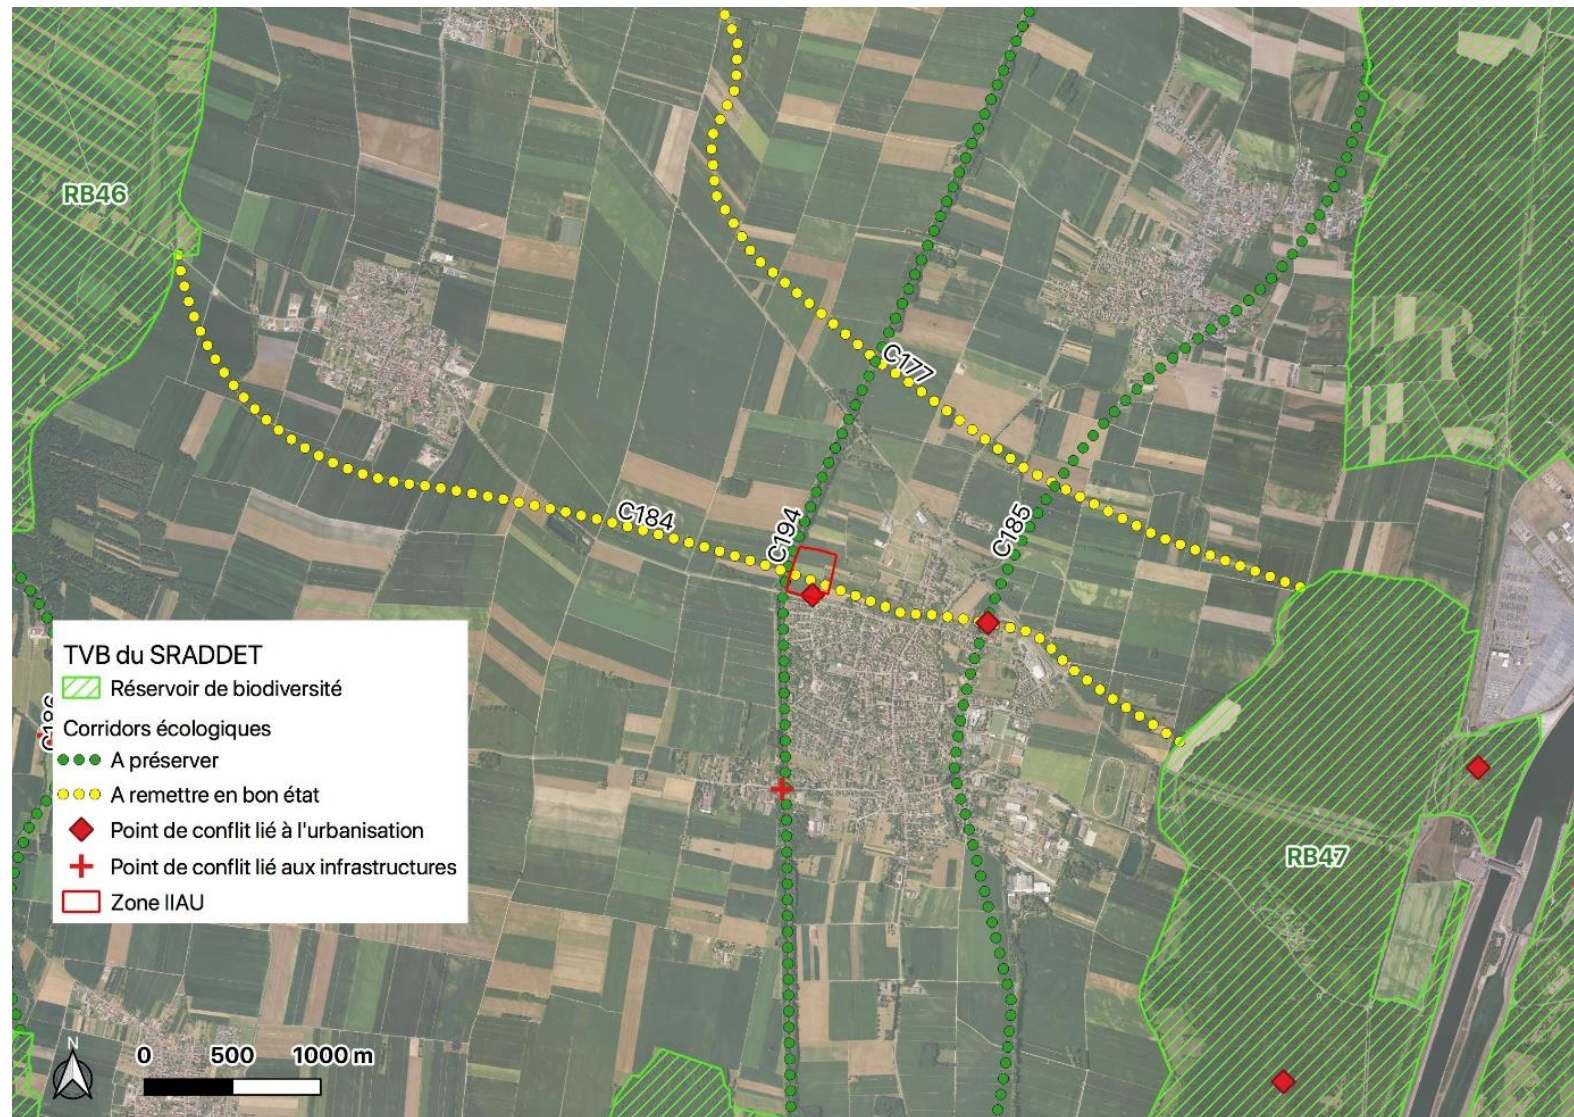 RB46
C177
C184
C194
C185
TVB du SRADDET
Réservoir de biodiversité
Corridors écologiques
A préserver
A remettre en bon état
Point de conflit lié à l'urbanisation
Point de conflit lié aux infrastructures
Zone IIAU
C186
RB47
N
0 500 1000 m